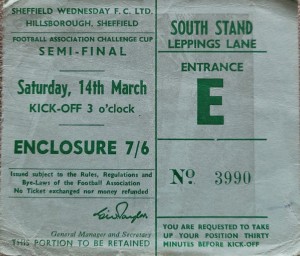 SHEFFIELD WEDNESDAY F.C. LTD.
HILLSBOROUGH, SHEFFIELD
FOOTBALL ASSOCIATION CHALLENGE CUP
SEMI-FINAL
Saturday, 14th March
KICK-OFF 3 o'clock
ENCLOSURE 7/6
Issued subject to the Rules, Regulations and
Bye-Laws of the Football Association
No Ticket exchanged nor money refunded
General Manager and Secretary
THIS PORTION TO BE RETAINED
SOUTH STAND
LEPPINGS LANE
ENTRANCE
E
No. 3990
YOU ARE REQUESTED TO TAKE
UP YOUR POSITION THIRTY
MINUTES BEFORE KICK-OFF